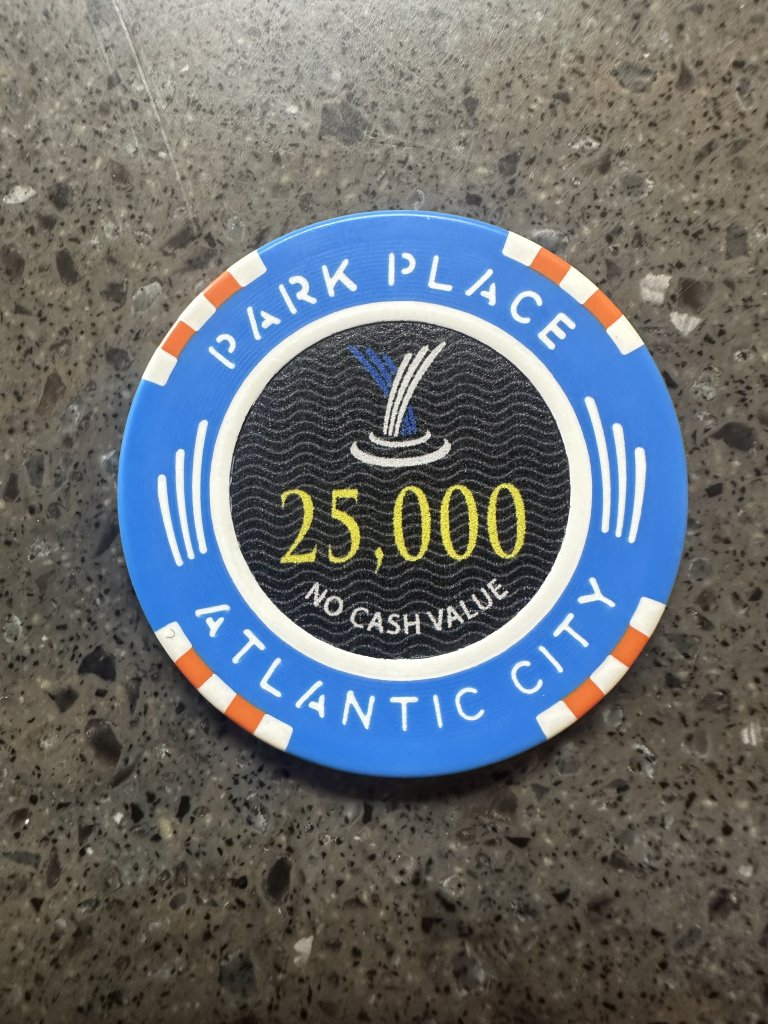 PARK PLACE
25,000
NO CASH VALUE
ATLANTIC CITY